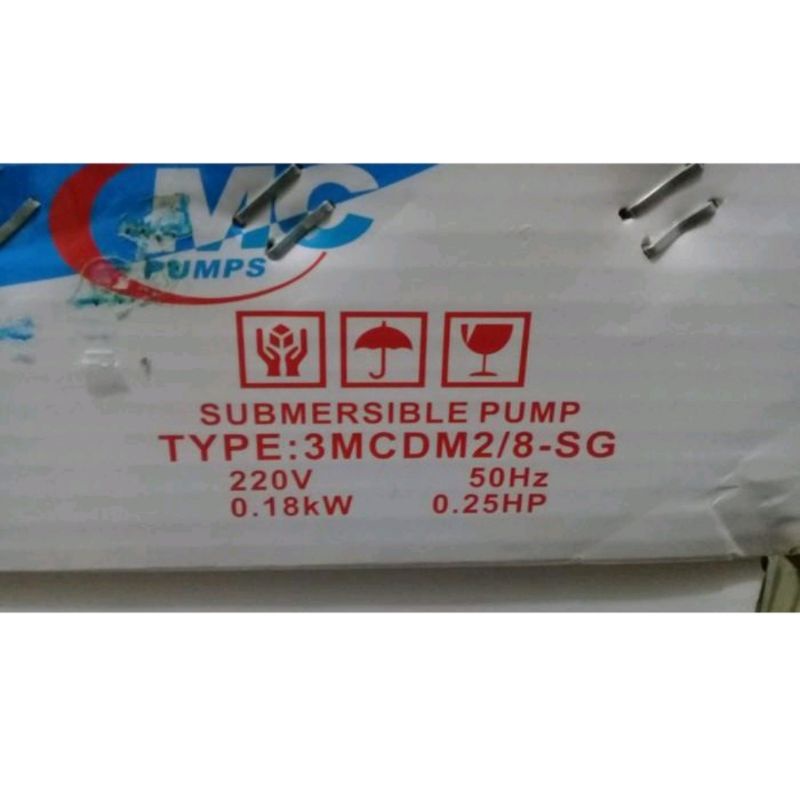 MC
PUMPS
SUBMERSIBLE PUMP
TYPE:3MCDM2/8-SG
220V 50Hz
0.18kW 0.25HP